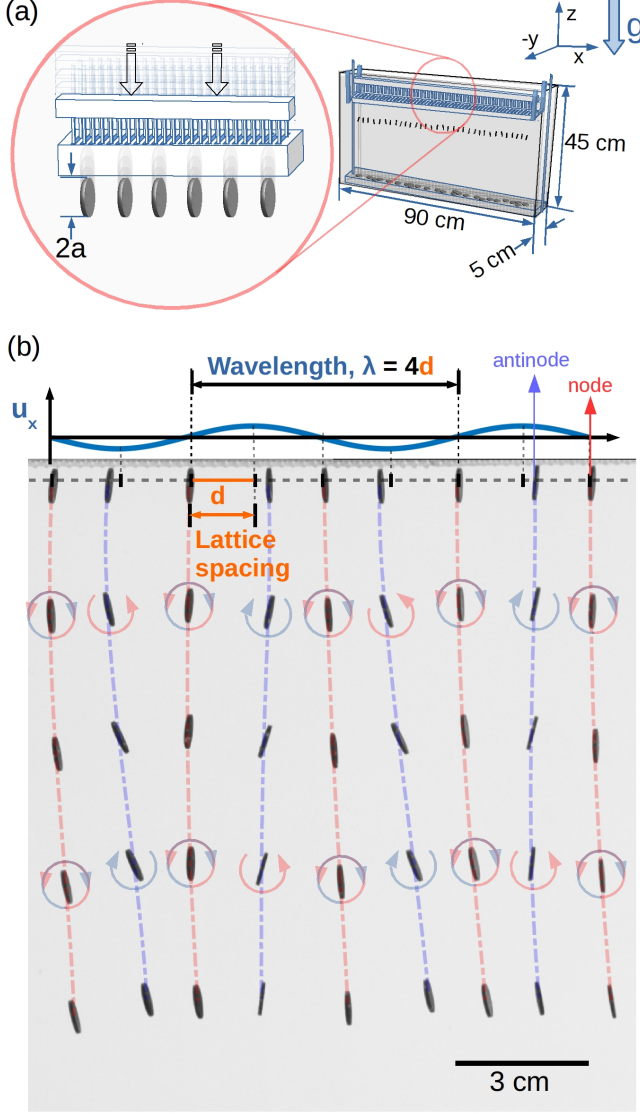 (a)
z
-y
x
g
45 cm
90 cm
5 cm
2a
(b)
Wavelength, λ = 4d
antinode
node
uₓ
d
Lattice
spacing
3 cm